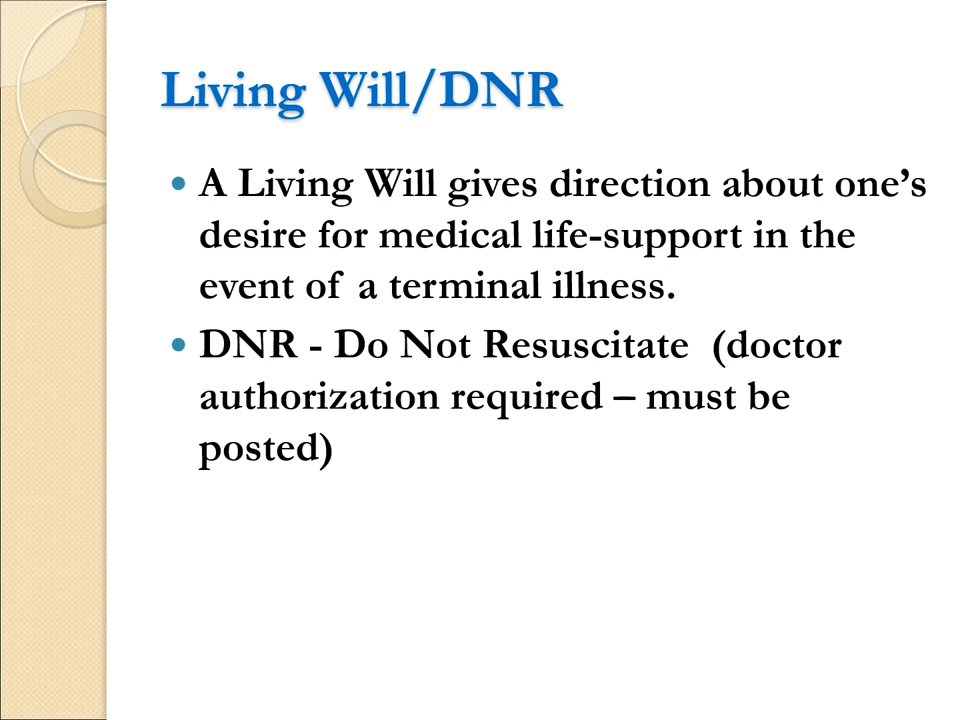 Living Will/DNR
• A Living Will gives direction about one’s
desire for medical life-support in the
event of a terminal illness.
• DNR - Do Not Resuscitate (doctor
authorization required – must be
posted)